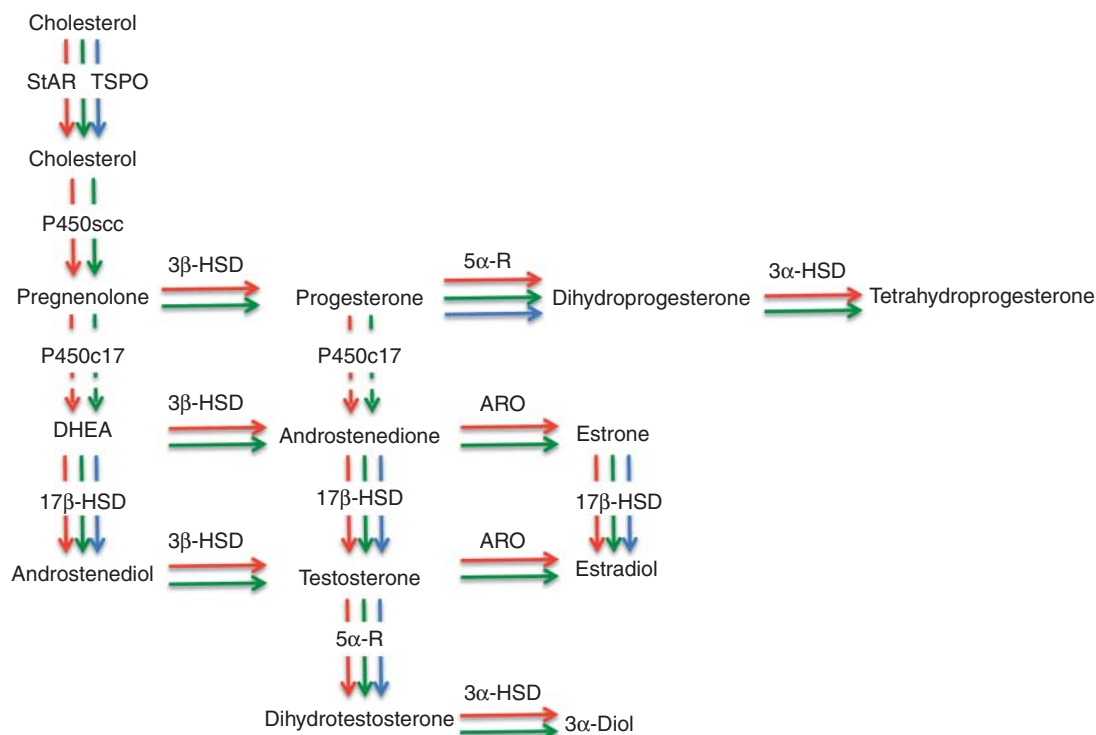 Cholesterol
StAR TSPO
Cholesterol
P450scc
3β-HSD
5α-R
3α-HSD
Pregnenolone
Progesterone
Dihydroprogesterone
Tetrahydroprogesterone
P450c17
P450c17
3β-HSD
ARO
DHEA
Androstenedione
Estrone
17β-HSD
17β-HSD
17β-HSD
3β-HSD
ARO
Androstenediol
Testosterone
Estradiol
5α-R
3α-HSD
Dihydrotestosterone
3α-Diol